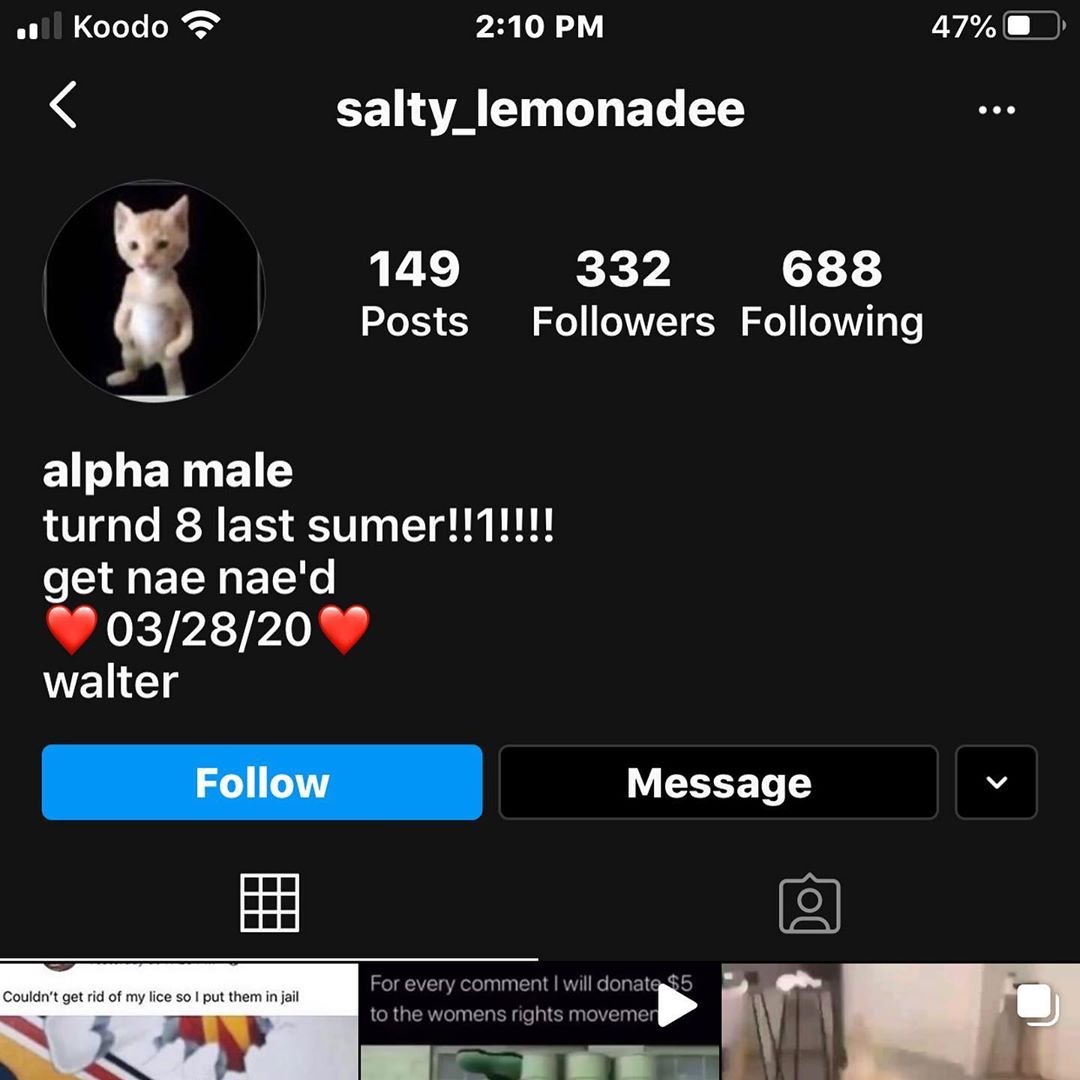 Koodo 2:10 PM 47%
salty_lemonadee
149 332 688
Posts Followers Following
alpha male
turnd 8 last sumer!!1!!!!
get nae nae'd
❤️03/28/20❤️
walter
Follow Message
Couldn't get rid of my lice so I put them in jail
For every comment I will donate $5
to the womens rights